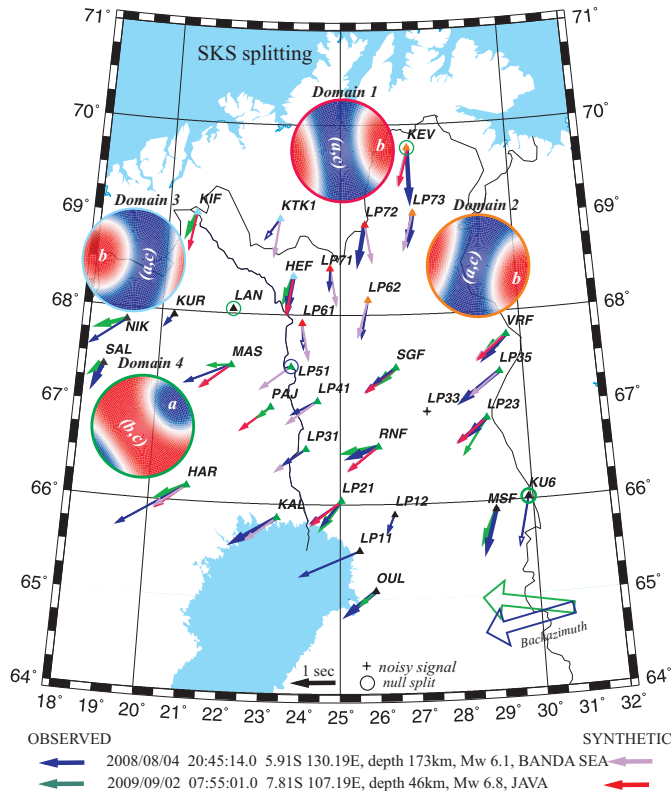 71°
SKS splitting
Domain 1
70°
70°
KEV
(a,c)
b
69°
Domain 3
KIF
KTK1
LP72
LP73
Domain 2
69°
b
(a,c)
HEF
LP71
(a,c)
b
68°
KUR
LAN
LP61
LP62
68°
NIK
VRF
SAL
Domain 4
MAS
LP51
SGF
LP35
67°
a
(b,c)
PAJ
LP41
LP33
LP23
67°
LP31
RNF
66°
HAR
KAL
LP21
LP12
MSF
KU6
66°
LP11
65°
OUL
65°
Backazimuth
1 sec
+ noisy signal
null split
64°
64°
18° 19° 20° 21° 22° 23° 24° 25° 26° 27° 28° 29° 30° 31° 32°
OBSERVED
SYNTHETIC
2008/08/04 20:45:14.0 5.91S 130.19E, depth 173km, Mw 6.1, BANDA SEA
2009/09/02 07:55:01.0 7.81S 107.19E, depth 46km, Mw 6.8, JAVA
71°